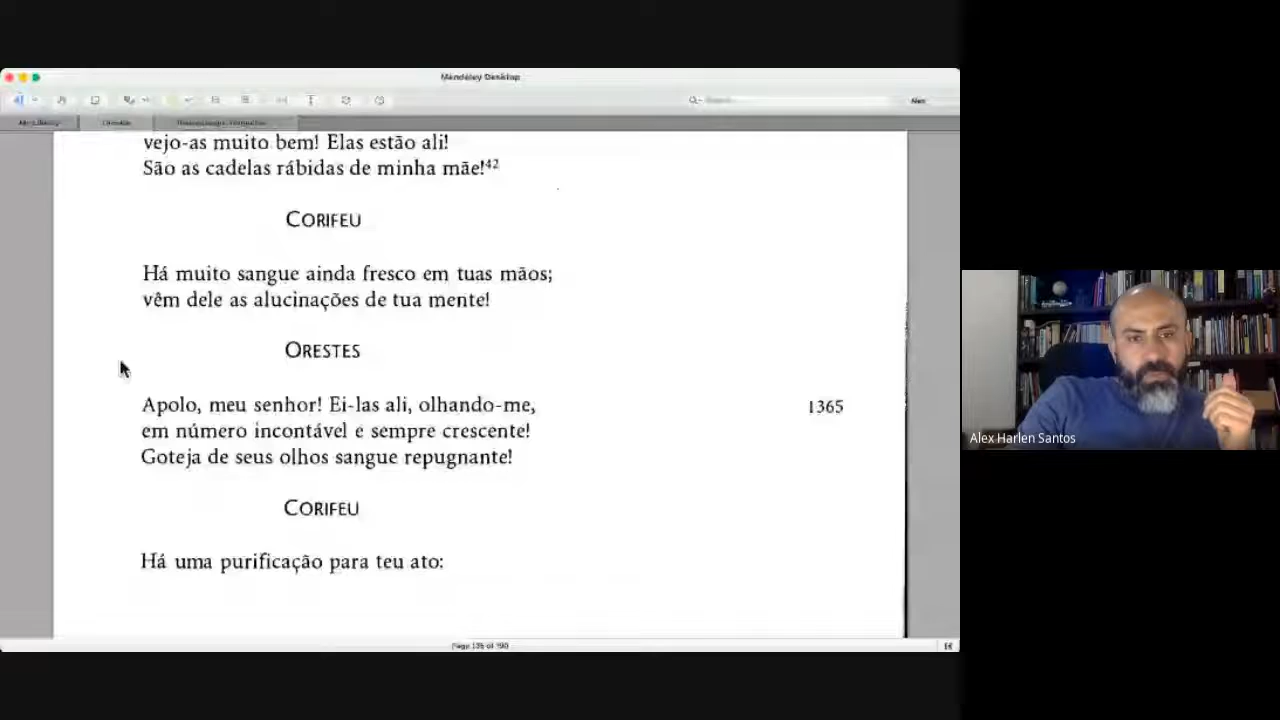 Mendeley Desktop
Alex
vejo-as muito bem! Elas estão ali!
São as cadelas rábidas de minha mãe!⁴²
CORIFEU
Há muito sangue ainda fresco em tuas mãos;
vêm dele as alucinações de tua mente!
ORESTES
Apolo, meu senhor! Ei-las ali, olhando-me,
1365
em número incontável e sempre crescente!
Goteja de seus olhos sangue repugnante!
CORIFEU
Há uma purificação para teu ato:
Alex Harlen Santos